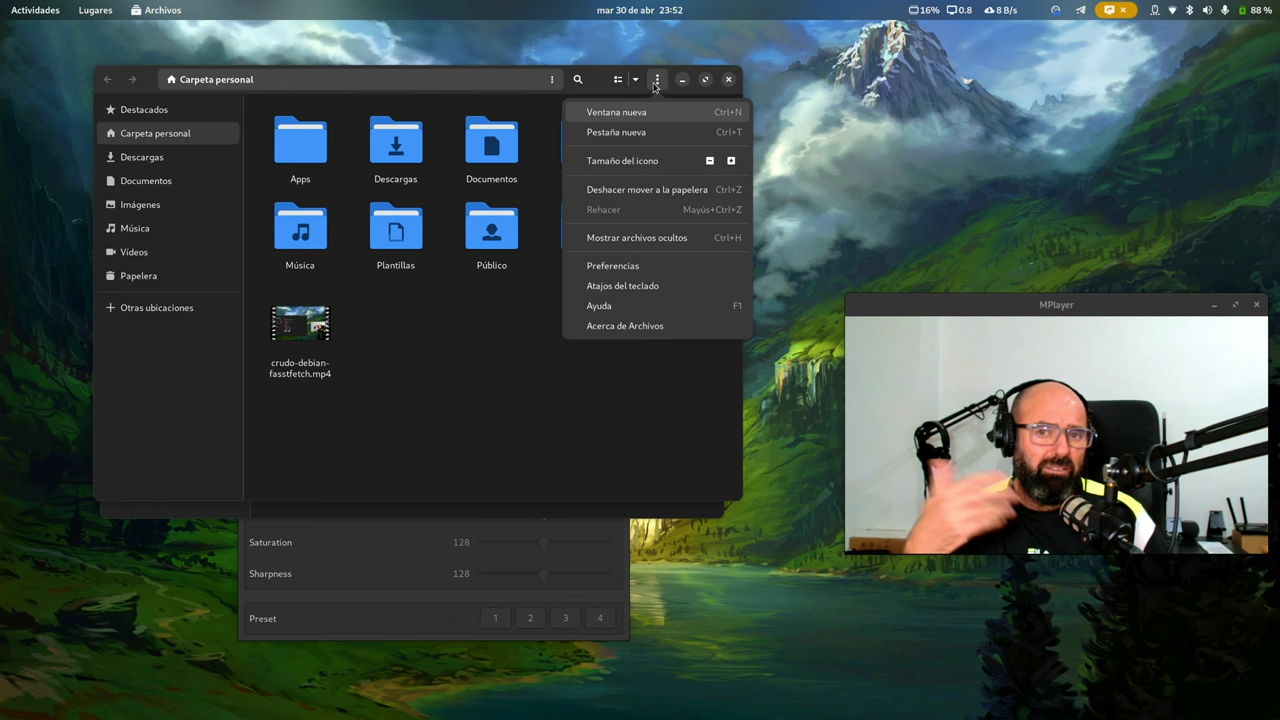 Actividades Lugares Archivos mar 30 de abr 23:52 16% 0.8 8 B/s 88 %
Carpeta personal
Destacados
Carpeta personal
Descargas
Documentos
Imágenes
Música
Vídeos
Papelera
Otras ubicaciones
Apps Descargas Documentos
Música Plantillas Público
crudo-debian-
fasstfetch.mp4
Ventana nueva Ctrl+N
Pestaña nueva Ctrl+T
Tamaño del icono
Deshacer mover a la papelera Ctrl+Z
Rehacer Mayús+Ctrl+Z
Mostrar archivos ocultos Ctrl+H
Preferencias
Atajos del teclado
Ayuda F1
Acerca de Archivos
Saturation 128
Sharpness 128
Preset 1 2 3 4
MPlayer